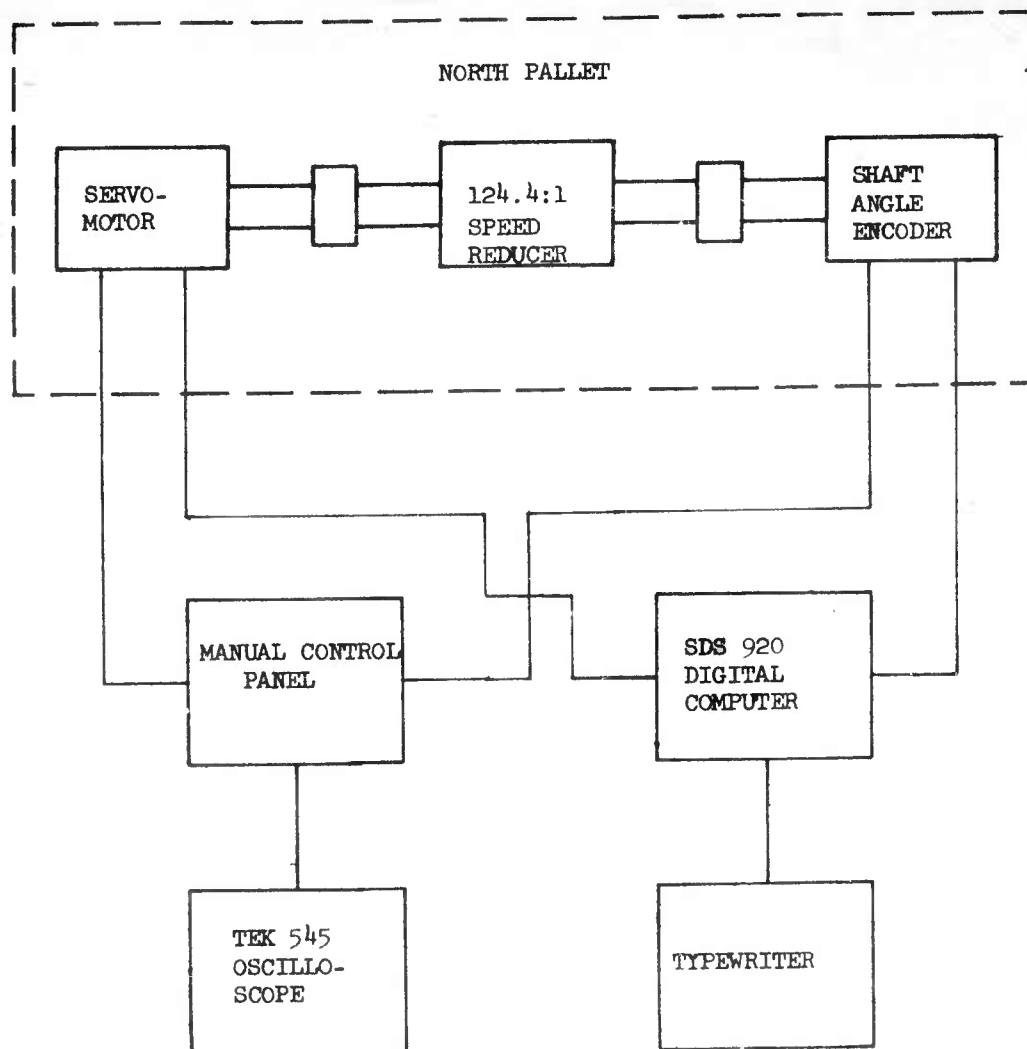 NORTH PALLET
SERVO-
MOTOR
124.4:1
SPEED
REDUCER
SHAFT
ANGLE
ENCODER
MANUAL CONTROL
PANEL
SDS 920
DIGITAL
COMPUTER
TEK 545
OSCILLO-
SCOPE
TYPEWRITER